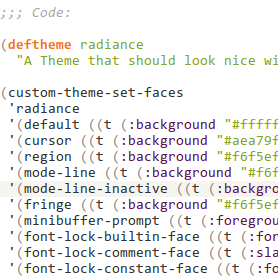 ;;; Code:
(deftheme radiance
"A Theme that should look nice wi
(custom-theme-set-faces
'radiance
'(default ((t (:background "#fffff
'(cursor ((t (:background "#aea79f
'(region ((t (:background "#f6f5ef
'(mode-line ((t (:background "#f6f
'(mode-line-inactive ((t (:backgro
'(fringe ((t (:background "#f6f5ef
'(minibuffer-prompt ((t (:foregrou
'(font-lock-builtin-face ((t (:for
'(font-lock-comment-face ((t (:sla
'(font-lock-constant-face ((t (:fo